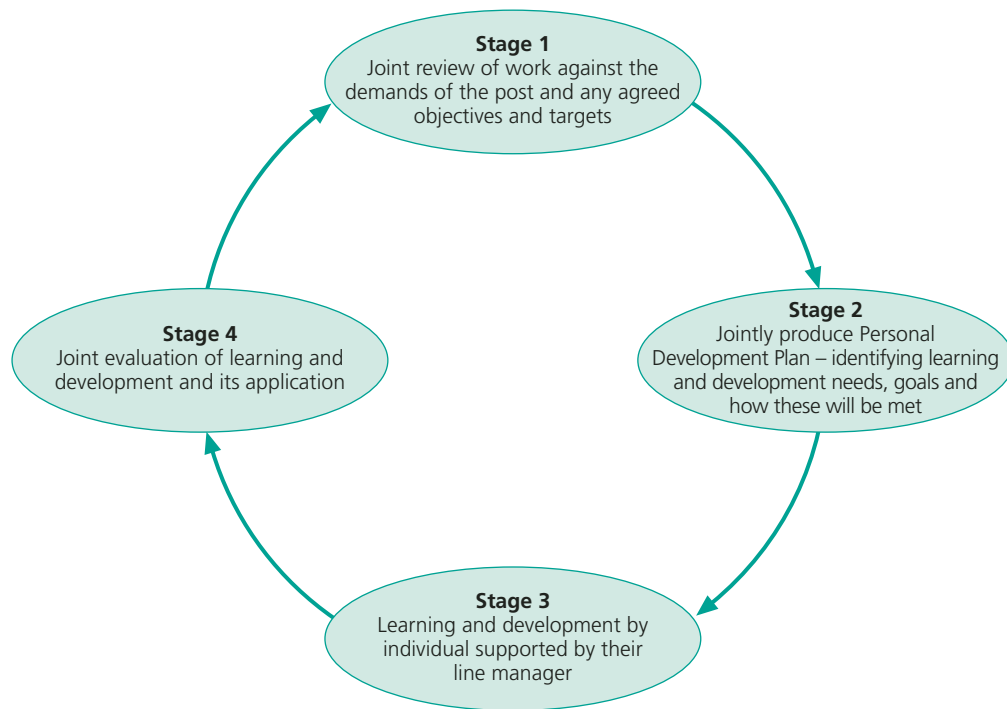 Stage 1
Joint review of work against the
demands of the post and any agreed
objectives and targets
Stage 2
Jointly produce Personal
Development Plan – identifying learning
and development needs, goals and
how these will be met
Stage 3
Learning and development by
individual supported by their
line manager
Stage 4
Joint evaluation of learning and
development and its application